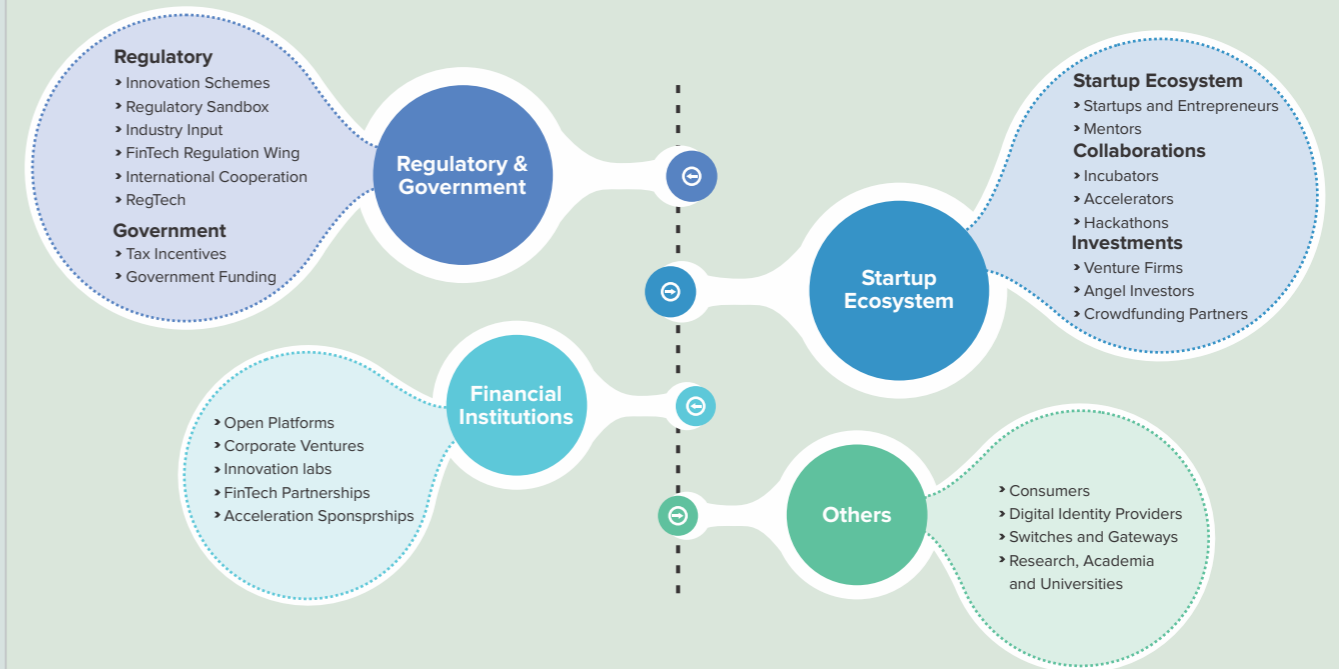 Regulatory
› Innovation Schemes
› Regulatory Sandbox
› Industry Input
› FinTech Regulation Wing
› International Cooperation
› RegTech
Government
› Tax Incentives
› Government Funding
Regulatory &
Government
Startup Ecosystem
› Startups and Entrepreneurs
› Mentors
Collaborations
› Incubators
› Accelerators
› Hackathons
Investments
› Venture Firms
› Angel Investors
› Crowdfunding Partners
Startup
Ecosystem
Financial
Institutions
› Open Platforms
› Corporate Ventures
› Innovation labs
› FinTech Partnerships
› Acceleration Sponsprships
Others
› Consumers
› Digital Identity Providers
› Switches and Gateways
› Research, Academia
and Universities